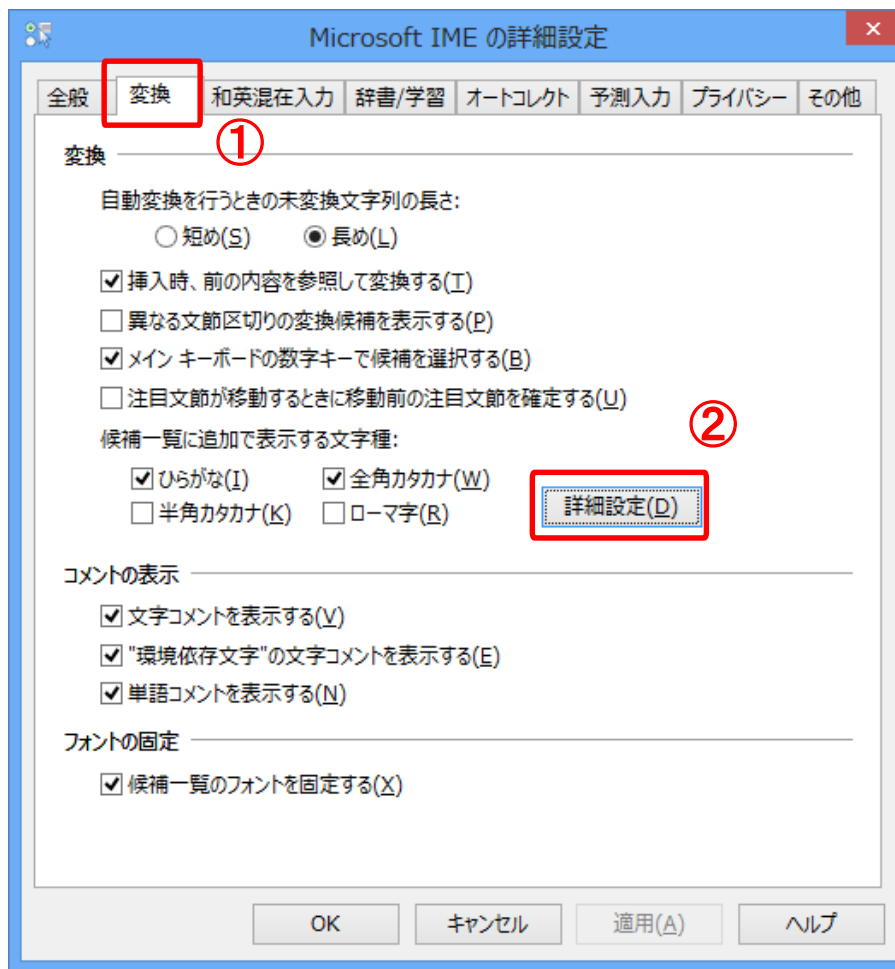 Microsoft IME の詳細設定
全般 変換 和英混在入力 辞書/学習 オートコレクト 予測入力 プライバシー その他
①
変換
自動変換を行うときの未変換文字列の長さ:
短め(S) 長め(L)
挿入時、前の内容を参照して変換する(T)
異なる文節区切りの変換候補を表示する(P)
メイン キーボードの数字キーで候補を選択する(B)
注目文節が移動するときに移動前の注目文節を確定する(U)
②
候補一覧に追加で表示する文字種:
ひらがな(I) 全角カタカナ(W)
半角カタカナ(K) ローマ字(R) 詳細設定(D)
コメントの表示
文字コメントを表示する(V)
"環境依存文字"の文字コメントを表示する(E)
単語コメントを表示する(N)
フォントの固定
候補一覧のフォントを固定する(X)
OK キャンセル 適用(A) ヘルプ